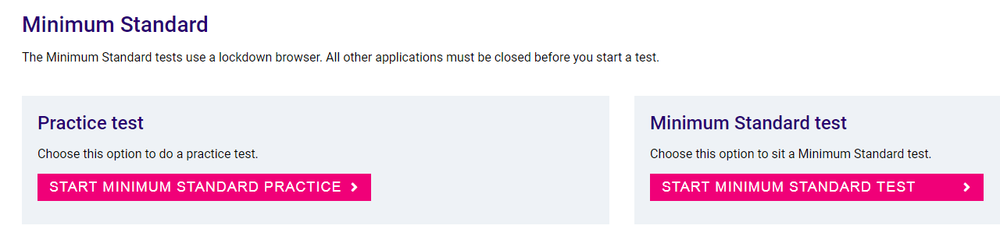 Minimum Standard
The Minimum Standard tests use a lockdown browser. All other applications must be closed before you start a test.
Practice test
Choose this option to do a practice test.
START MINIMUM STANDARD PRACTICE
Minimum Standard test
Choose this option to sit a Minimum Standard test.
START MINIMUM STANDARD TEST